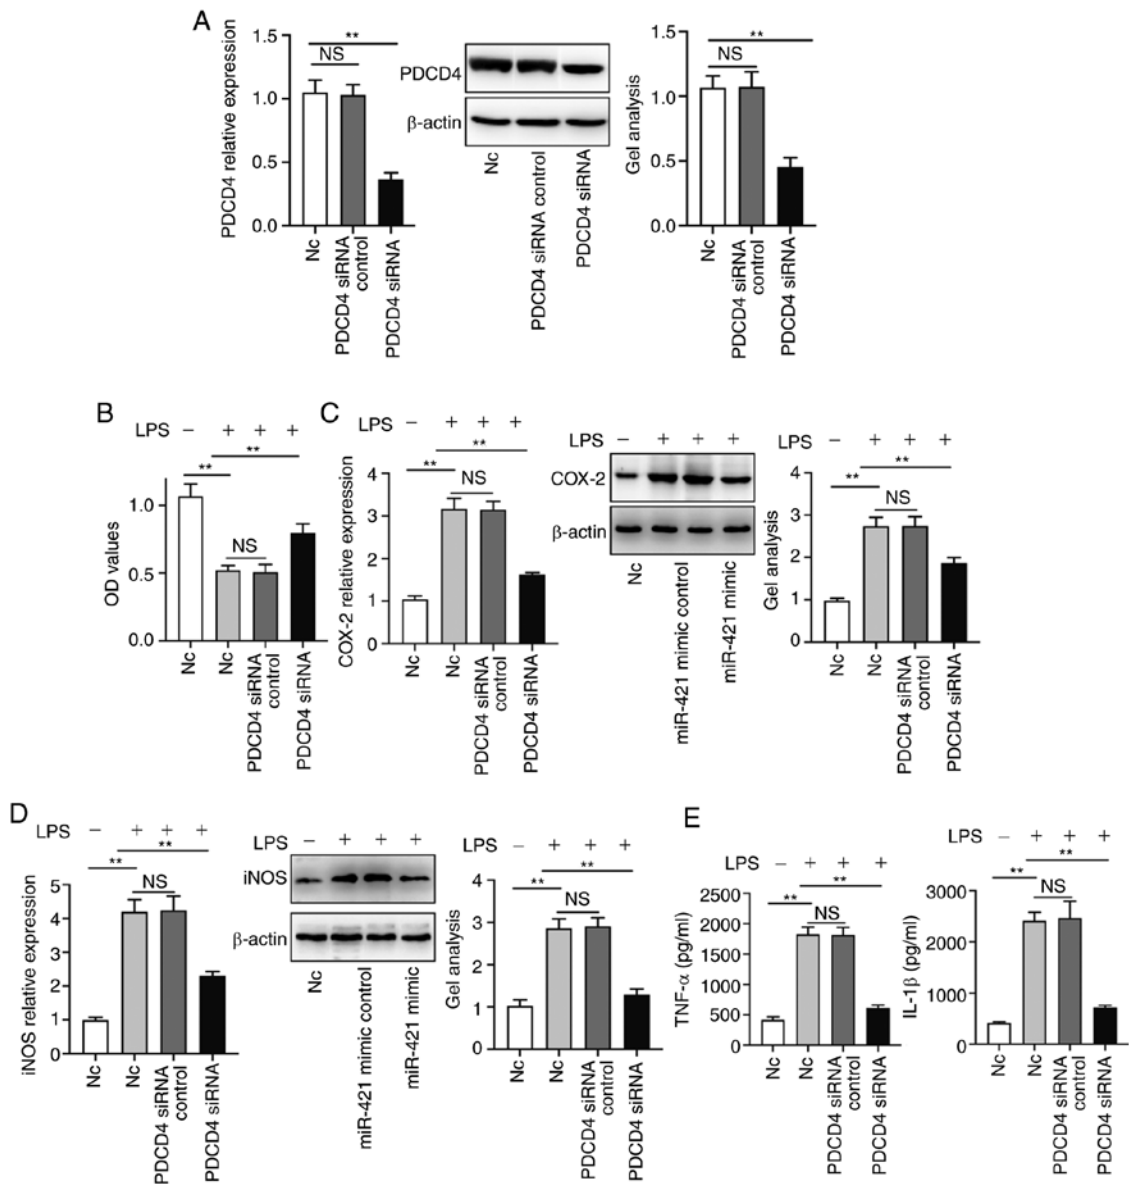 A
PDCD4 relative expression
1.5
1.0
0.5
0.0
**
NS
Nc
PDCD4 siRNA
control
PDCD4 siRNA
PDCD4
β-actin
Nc
PDCD4 siRNA control
PDCD4 siRNA
Gel analysis
1.5
1.0
0.5
0.0
**
NS
Nc
PDCD4 siRNA
control
PDCD4 siRNA
B
LPS − + + +
**
**
NS
OD values
1.0
0.5
0.0
Nc
Nc
PDCD4 siRNA
control
PDCD4 siRNA
C
LPS − + + +
**
**
NS
COX-2 relative expression
4
3
2
1
0
Nc
Nc
PDCD4 siRNA
control
PDCD4 siRNA
LPS − + + +
COX-2
β-actin
Nc
miR-421 mimic control
miR-421 mimic
LPS − + + +
**
**
NS
Gel analysis
4
3
2
1
0
Nc
Nc
PDCD4 siRNA
control
PDCD4 siRNA
D
LPS − + + +
**
**
NS
iNOS relative expression
5
4
3
2
1
0
Nc
Nc
PDCD4 siRNA
control
PDCD4 siRNA
LPS − + + +
iNOS
β-actin
Nc
miR-421 mimic control
miR-421 mimic
LPS − + + +
**
**
NS
Gel analysis
4
3
2
1
0
Nc
Nc
PDCD4 siRNA
control
PDCD4 siRNA
E
LPS − + + +
**
**
NS
TNF-α (pg/ml)
2500
2000
1500
1000
500
0
Nc
Nc
PDCD4 siRNA
control
PDCD4 siRNA
LPS − + + +
**
**
NS
IL-1β (pg/ml)
3000
2000
1000
0
Nc
Nc
PDCD4 siRNA
control
PDCD4 siRNA